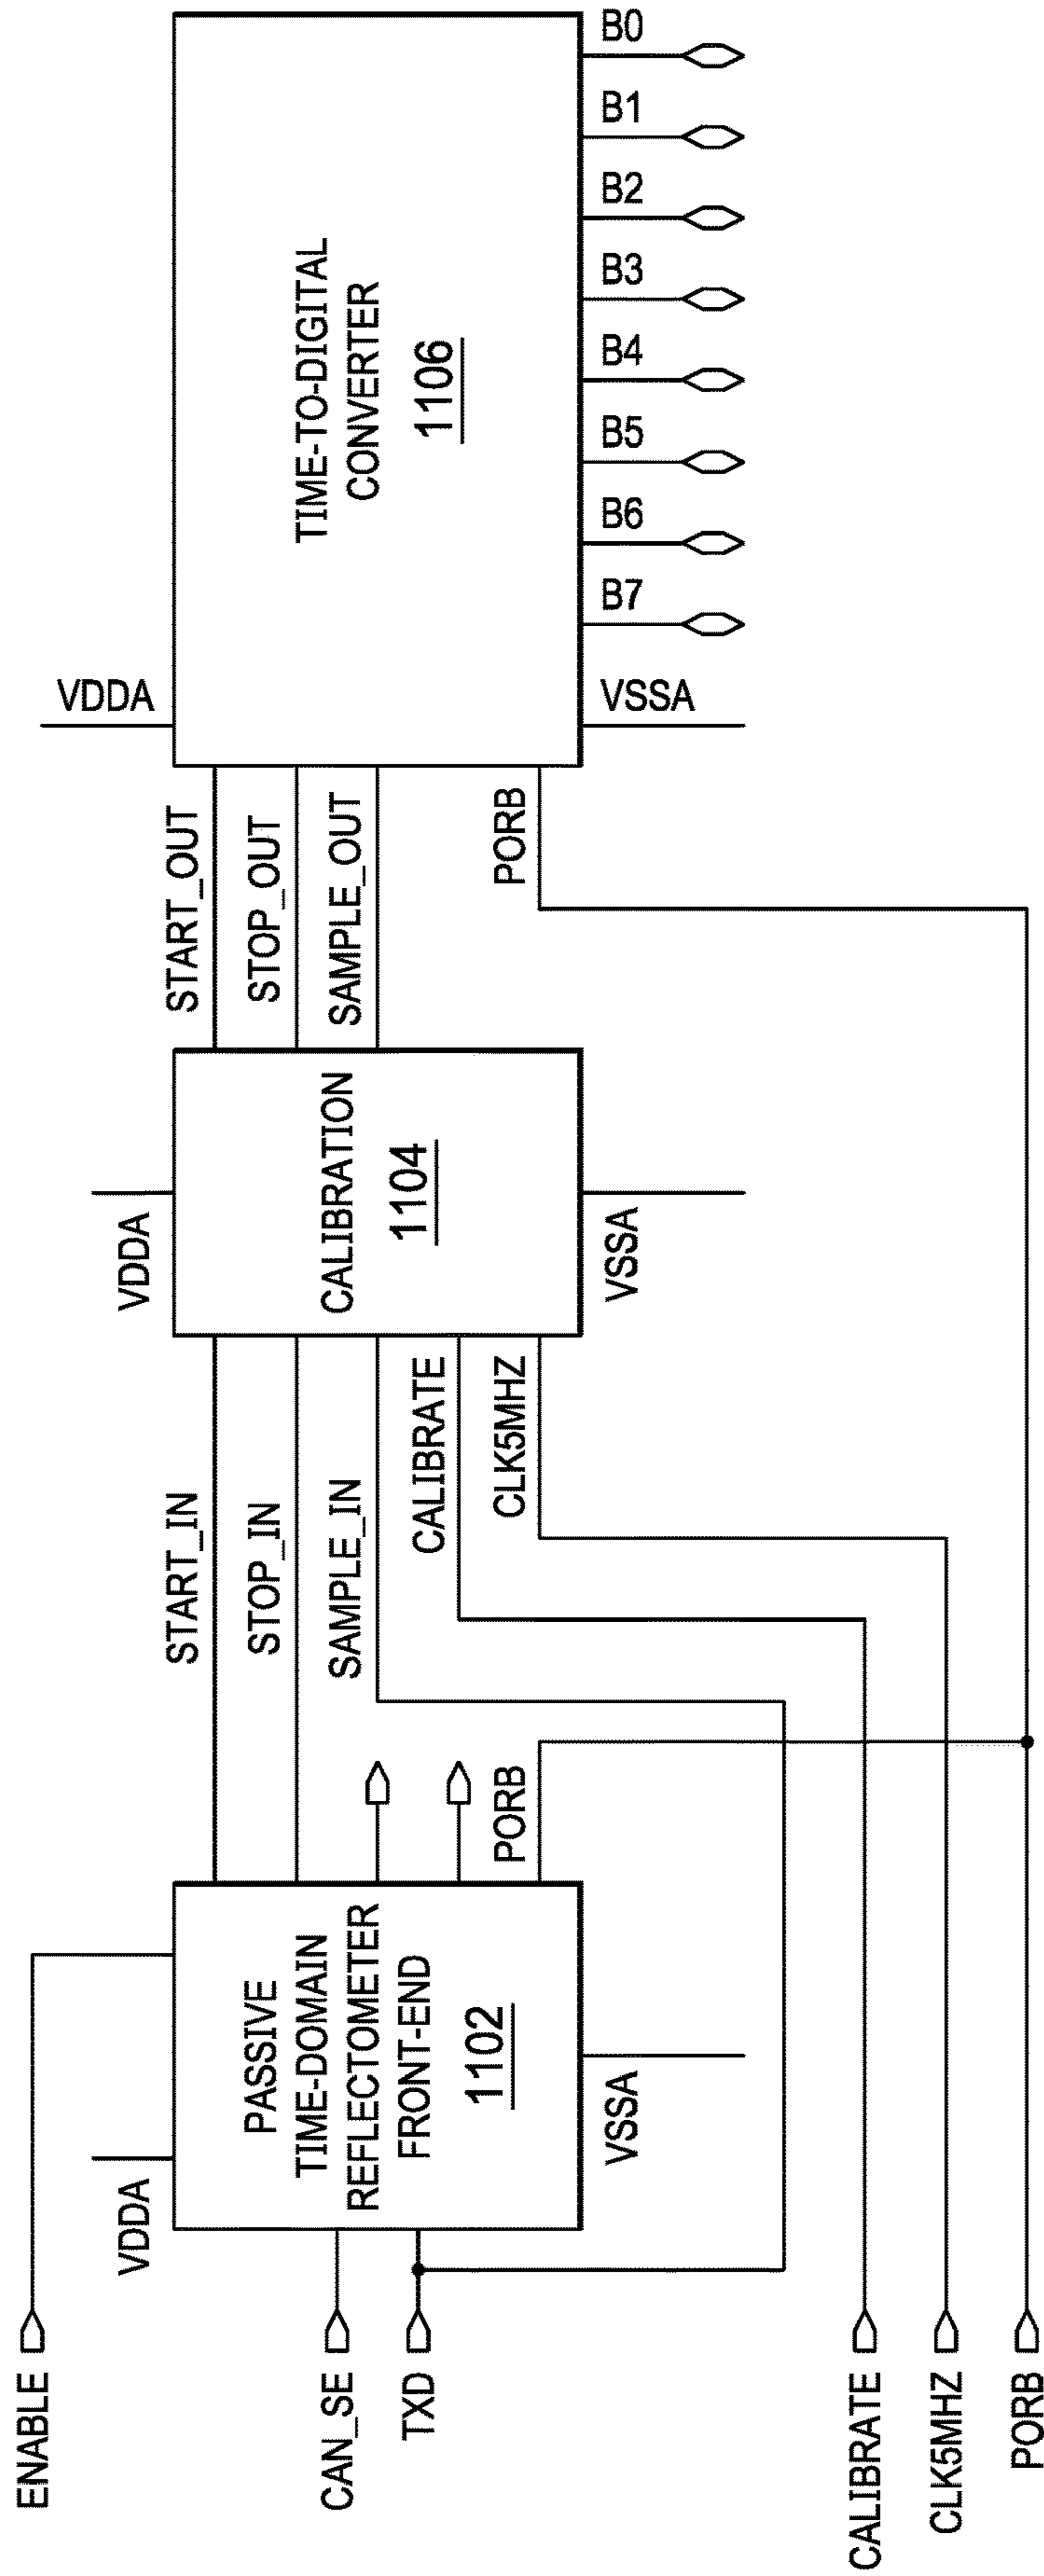 ENABLE
CAN_SE
TXD
CALIBRATE
CLK5MHZ
PORB
VDDA
PASSIVE
TIME-DOMAIN
REFLECTOMETER
FRONT-END
1102
VSSA
PORB
START_IN
STOP_IN
SAMPLE_IN
CALIBRATE
CLK5MHZ
VDDA
CALIBRATION
1104
VSSA
START_OUT
STOP_OUT
SAMPLE_OUT
PORB
VDDA
TIME-TO-DIGITAL
CONVERTER
1106
VSSA
B7
B6
B5
B4
B3
B2
B1
B0